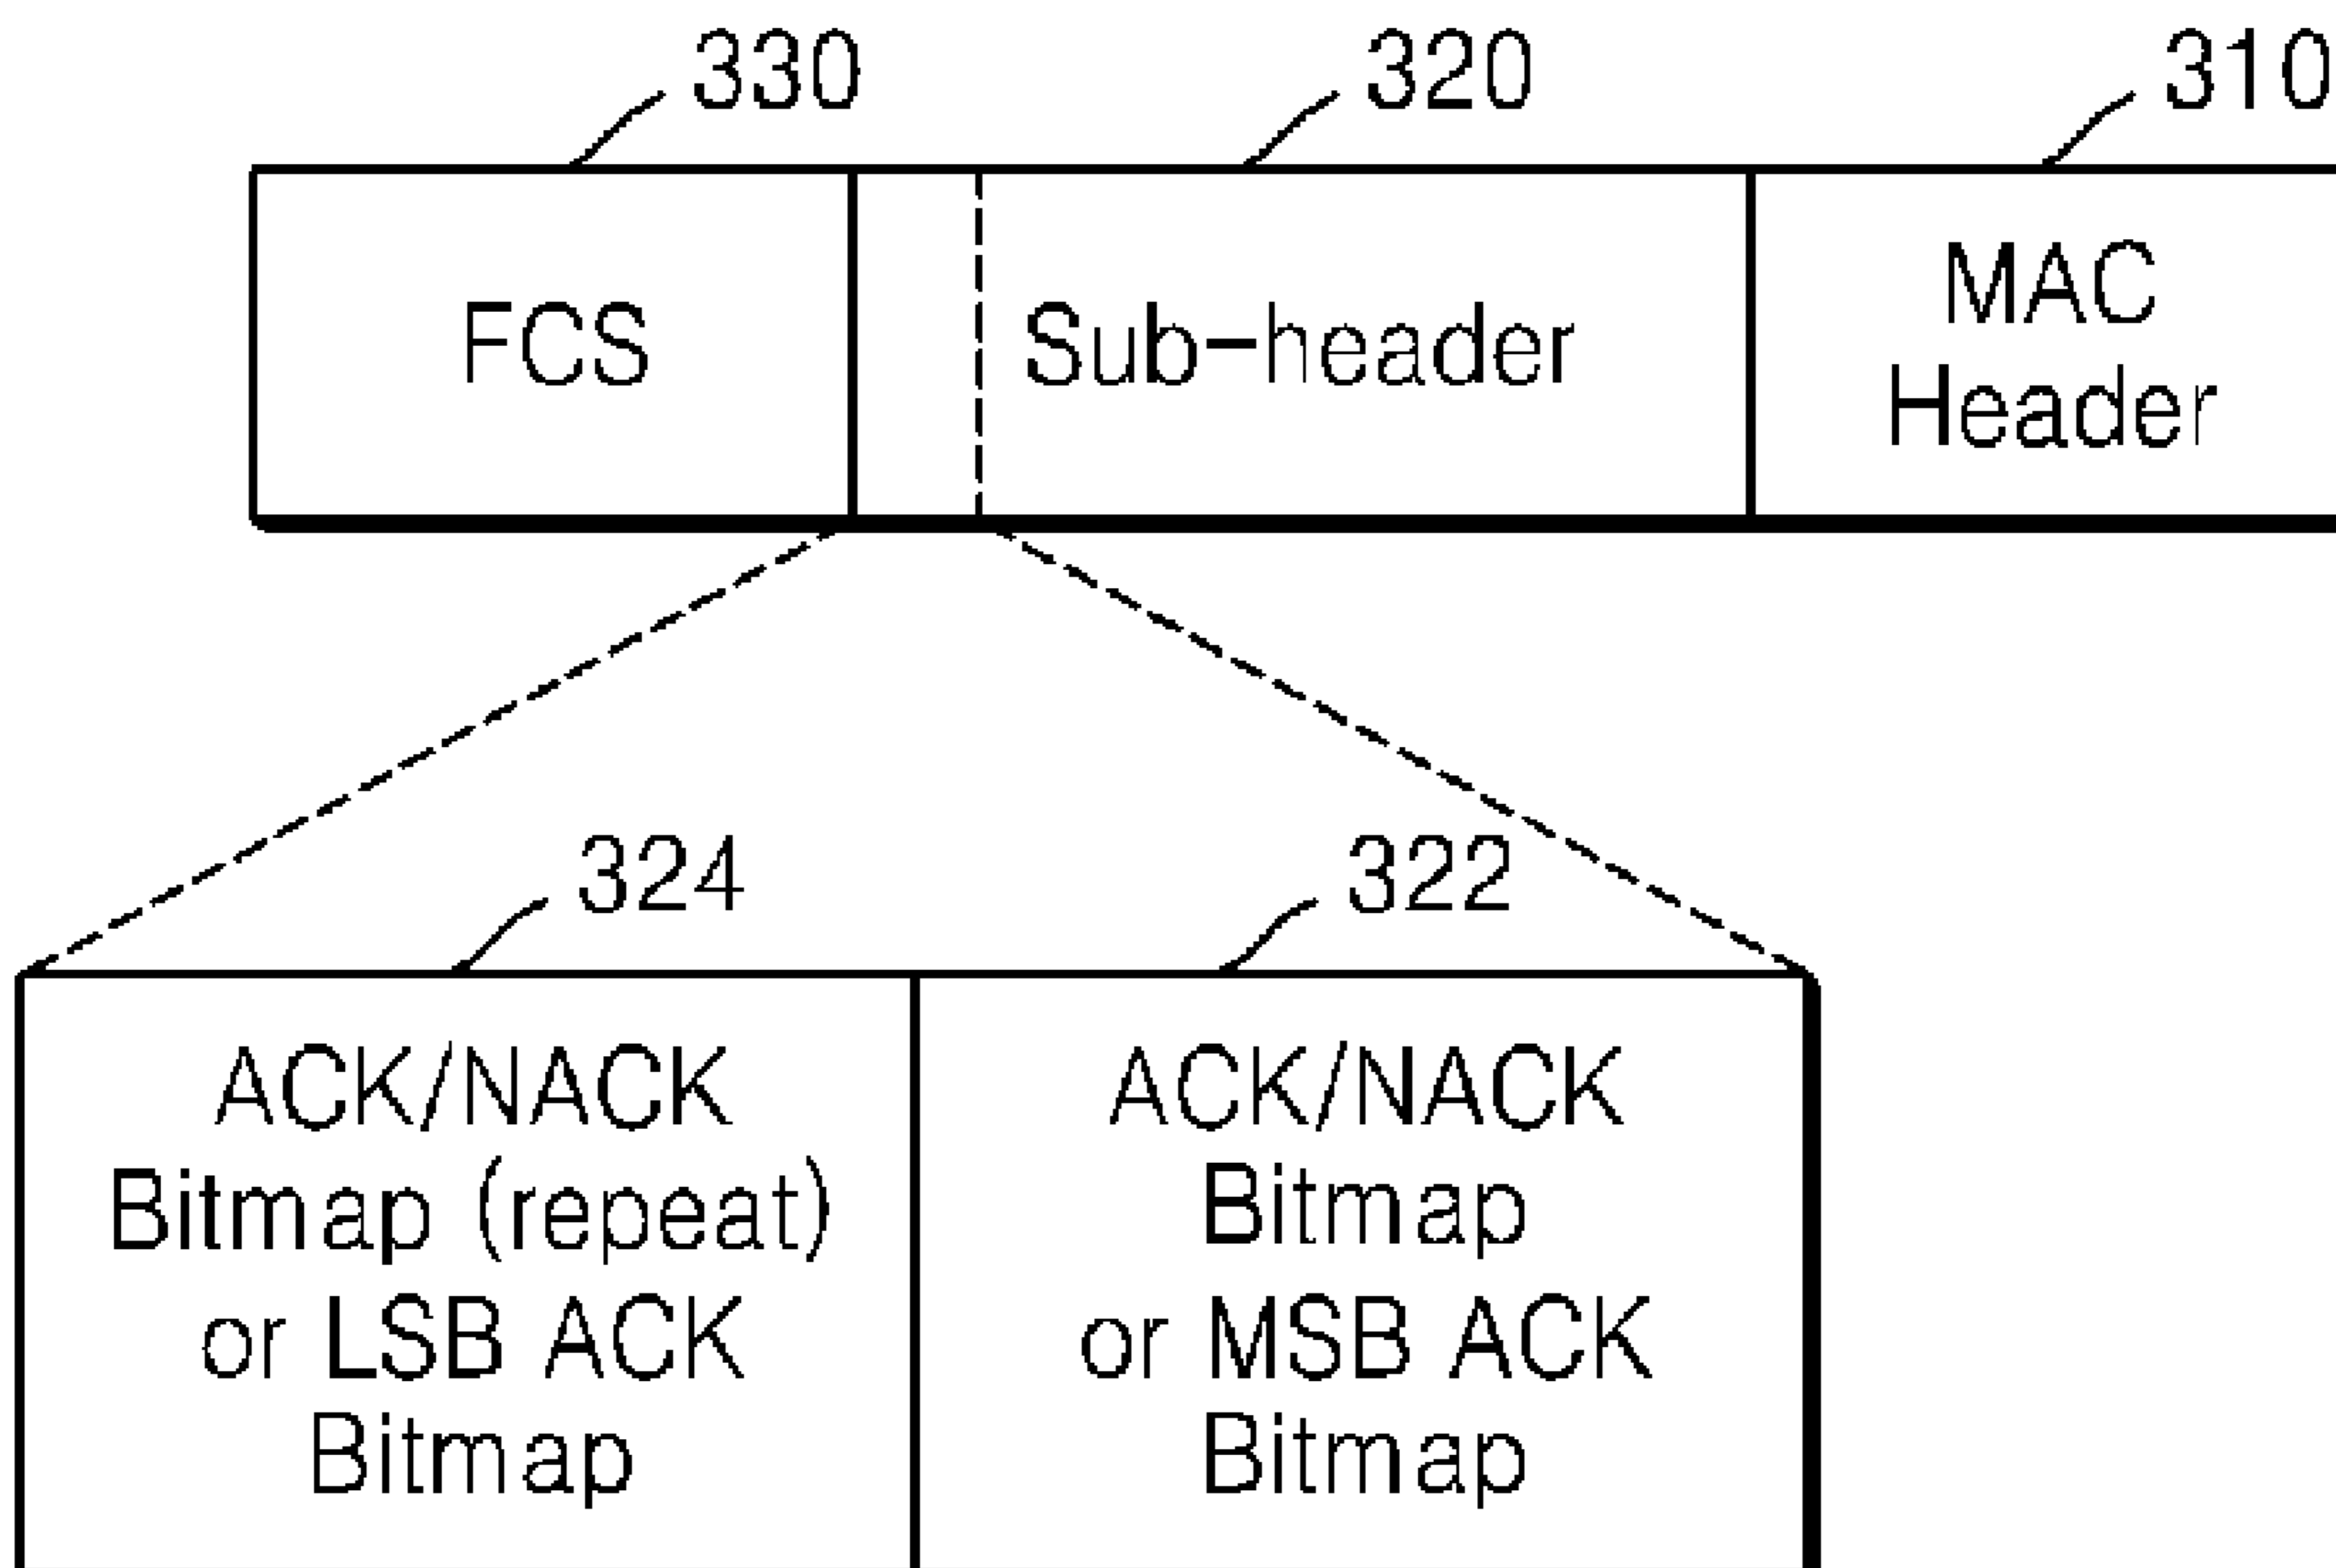 330
320
310
FCS
Sub-header
MAC
Header
324
322
ACK/NACK
Bitmap (repeat)
or LSB ACK
Bitmap
ACK/NACK
Bitmap
or MSB ACK
Bitmap